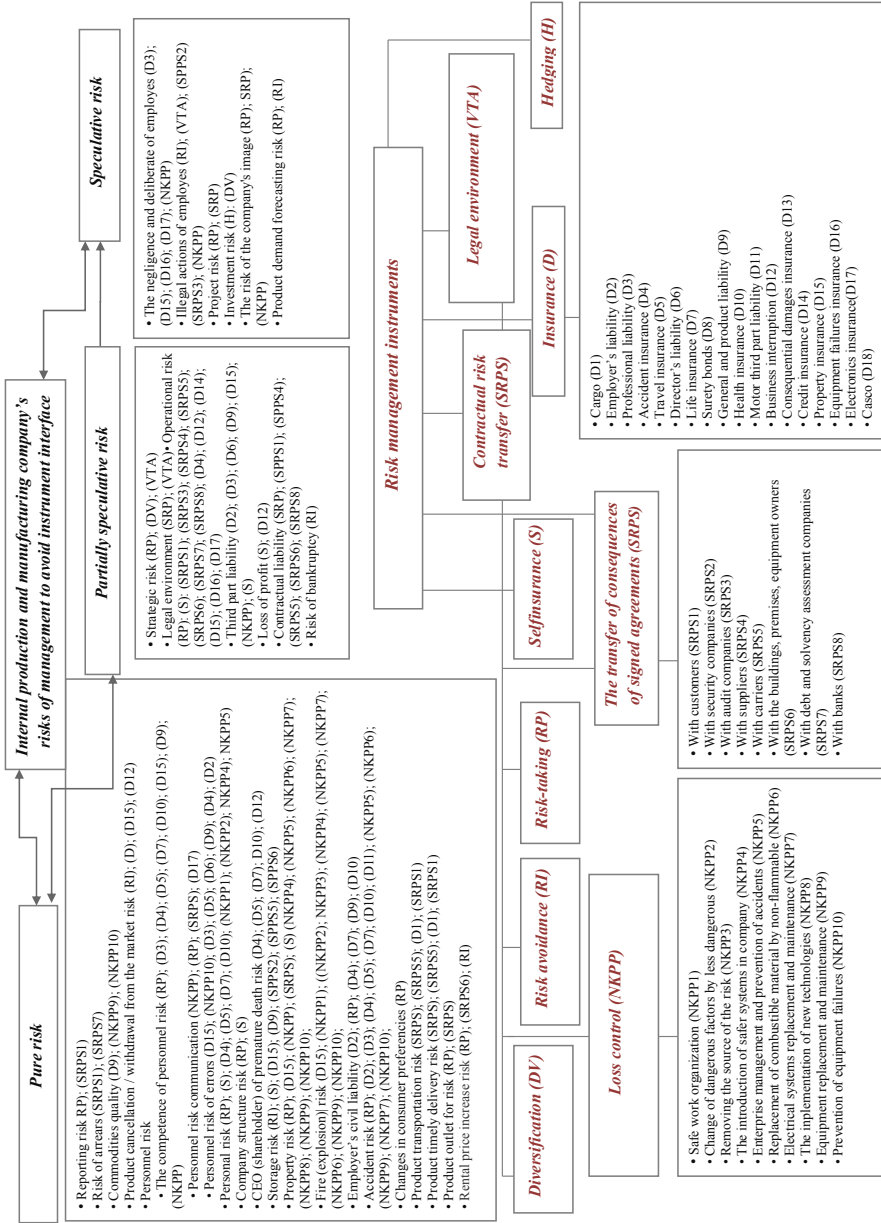 Internal production and manufacturing company's
risks of management to avoid instrument interface
Pure risk
Partially speculative risk
Speculative risk
• Reporting risk RP); (SRPS1)
• Risk of arrears (SRPS1); (SRPS7)
• Commodities quality (D9); (NKPP9); (NKPP10)
• Product cancellation / withdrawal from the market risk (RI); (D); (D15); (D12)
• Personnel risk
• The competence of personnel risk (RP); (D3); (D4); (D5); (D7); (D10); (D15); (D9);
(NKPP)
• Personnel risk communication (NKPP); (RP); (SRPS); (D17)
• Personnel risk of errors (D15); (NKPP10); (D3); (D5); (D6); (D9); (D4); (D2)
• Personal risk (RP); (S); (D4); (D5); (D7); (D10); (NKPP1); (NKPP2); NKPP4); NKPP5)
• Company structure risk (RP); (S)
• CEO (shareholder) of premature death risk (D4); (D5); (D7); D10); (D12)
• Storage risk (RI); (S); (D15); (D9); (SPPS2); (SPPS5); (SPPS6)
• Property risk (RP); (D15); (NKPP); (SRPS); (S) (NKPP4); (NKPP5); (NKPP6); (NKPP7);
(NKPP8); (NKPP9); (NKPP10);
• Fire (explosion)| risk (D15); (NKPP1); ((NKPP2); NKPP3); (NKPP4); (NKPP5); (NKPP7);
(NKPP6); (NKPP9); (NKPP10);
• Employer's civil liability (D2); (RP); (D4); (D7); (D9); (D10)
• Accident risk (RP); (D2); (D3); (D4); (D5); (D7); (D10); (D11); (NKPP5); (NKPP6);
(NKPP9); (NKPP7); (NKPP10);
• Changes in consumer preferencies (RP)
• Product transportation risk (SRPS); (SRPS5); (D1); (SRPS1)
• Product timely delivery risk (SRPS); (SRPS5); (D1); (SRPS1)
• Product outlet for risk (RP); (SRPS)
• Rental price increase risk (RP); (SRPS6); (RI)
• Strategic risk (RP); (DV); (VTA)
• Legal environment (SRP); (VTA)• Operational risk
(RP); (S): (SRPS1); (SRPS3); (SRPS4); (SRPS5);
(SRPS6); (SRPS7); (SRPS8); (D4); (D12); (D14);
(D15); (D16); (D17)
• Third part liability (D2); (D3); (D6); (D9); (D15);
(NKPP); (S)
• Loss of profit (S); (D12)
• Contractual liability (SRP); (SPPS1); (SPPS4);
(SRPS5); (SRPS6); (SRPS8)
• Risk of bankruptcy (RI)
• The negligence and deliberate of employes (D3);
(D15); (D16); (D17); (NKPP)
• Illegal actions of employes (RI); (VTA); (SPPS2)
(SRPS3); (NKPP)
• Project risk (RP); (SRP)
• Investment risk (H): (DV)
• The risk of the company's image (RP); SRP);
(NKPP)
• Product demand forecasting risk (RP); (RI)
Risk management instruments
Diversification (DV)
Risk avoidance (RI)
Risk-taking (RP)
Selfinsurance (S)
Contractual risk
transfer (SRPS)
Legal environment (VTA)
Loss control (NKPP)
The transfer of consequences
of signed agreements (SRPS)
Insurance (D)
Hedging (H)
• Safe work organization (NKPP1)
• Change of dangerous factors by less dangerous (NKPP2)
• Removing the source of the risk (NKPP3)
• The introduction of safer systems in company (NKPP4)
• Enterprise management and prevention of accidents (NKPP5)
• Replacement of combustible material by non-flammable (NKPP6)
• Electrical systems replacement and maintenance (NKPP7)
• The inplementation of new technologies (NKPP8)
• Equipment replacement and maintenance (NKPP9)
• Prevention of equipment failures (NKPP10)
• With customers (SRPS1)
• With security companies (SRPS2)
• With audit companies (SRPS3)
• With suppliers (SRPS4)
• With carriers (SRPS5)
• With the buildings, premises, equipment owners
(SRPS6)
• With debt and solvency assessment companies
(SRPS7)
• With banks (SRPS8)
• Cargo (D1)
• Employer's liability (D2)
• Professional liability (D3)
• Accident insurance (D4)
• Travel insurance (D5)
• Director's liability (D6)
• Life insurance (D7)
• Surety bonds (D8)
• General and product liability (D9)
• Health insurance (D10)
• Motor third part liability (D11)
• Business interruption (D12)
• Consequential damages insurance (D13)
• Credit insurance (D14)
• Property insurance (D15)
• Equipment failures insurance (D16)
• Electronics insurance(D17)
• Casco (D18)